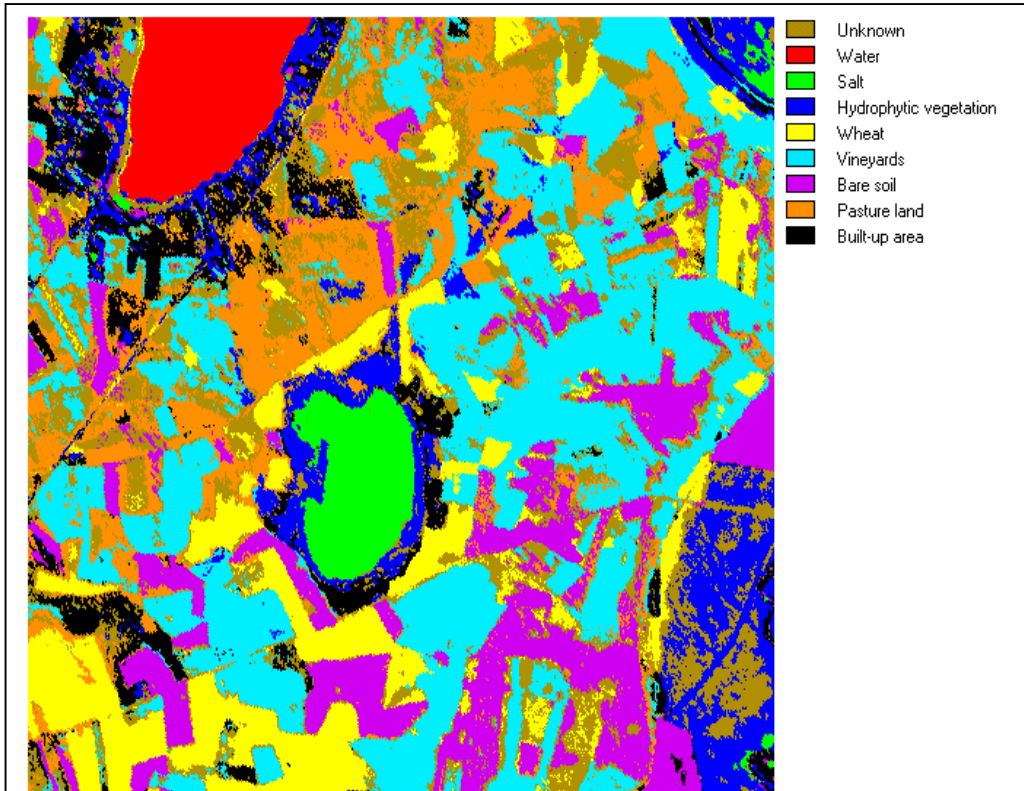 Unknown
Water
Salt
Hydrophytic vegetation
Wheat
Vineyards
Bare soil
Pasture land
Built-up area